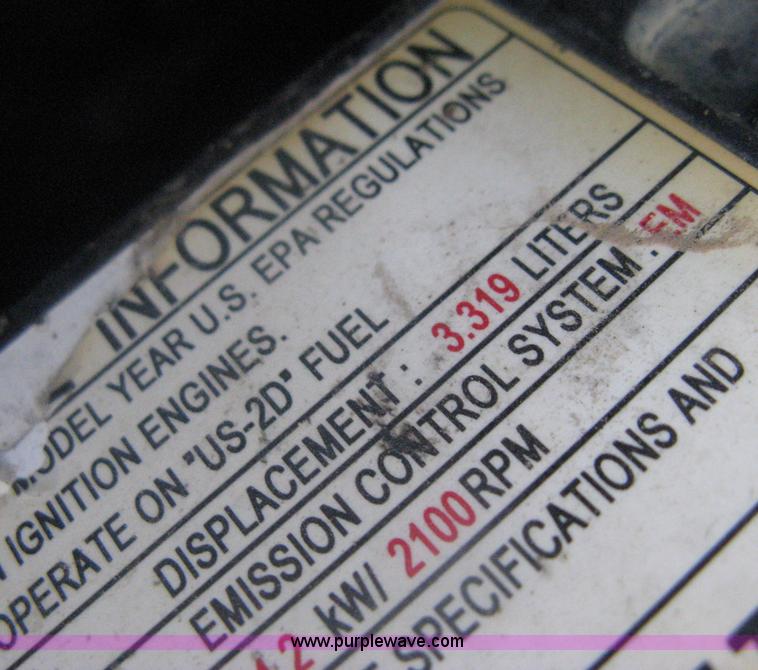 INFORMATION
MODEL YEAR U.S. EPA REGULATIONS
IGNITION ENGINES.
OPERATE ON "US-2D" FUEL
DISPLACEMENT : 3.319 LITERS
EMISSION CONTROL SYSTEM : EM
2 kW/ 2100 RPM
SPECIFICATIONS AND
www.purplewave.com